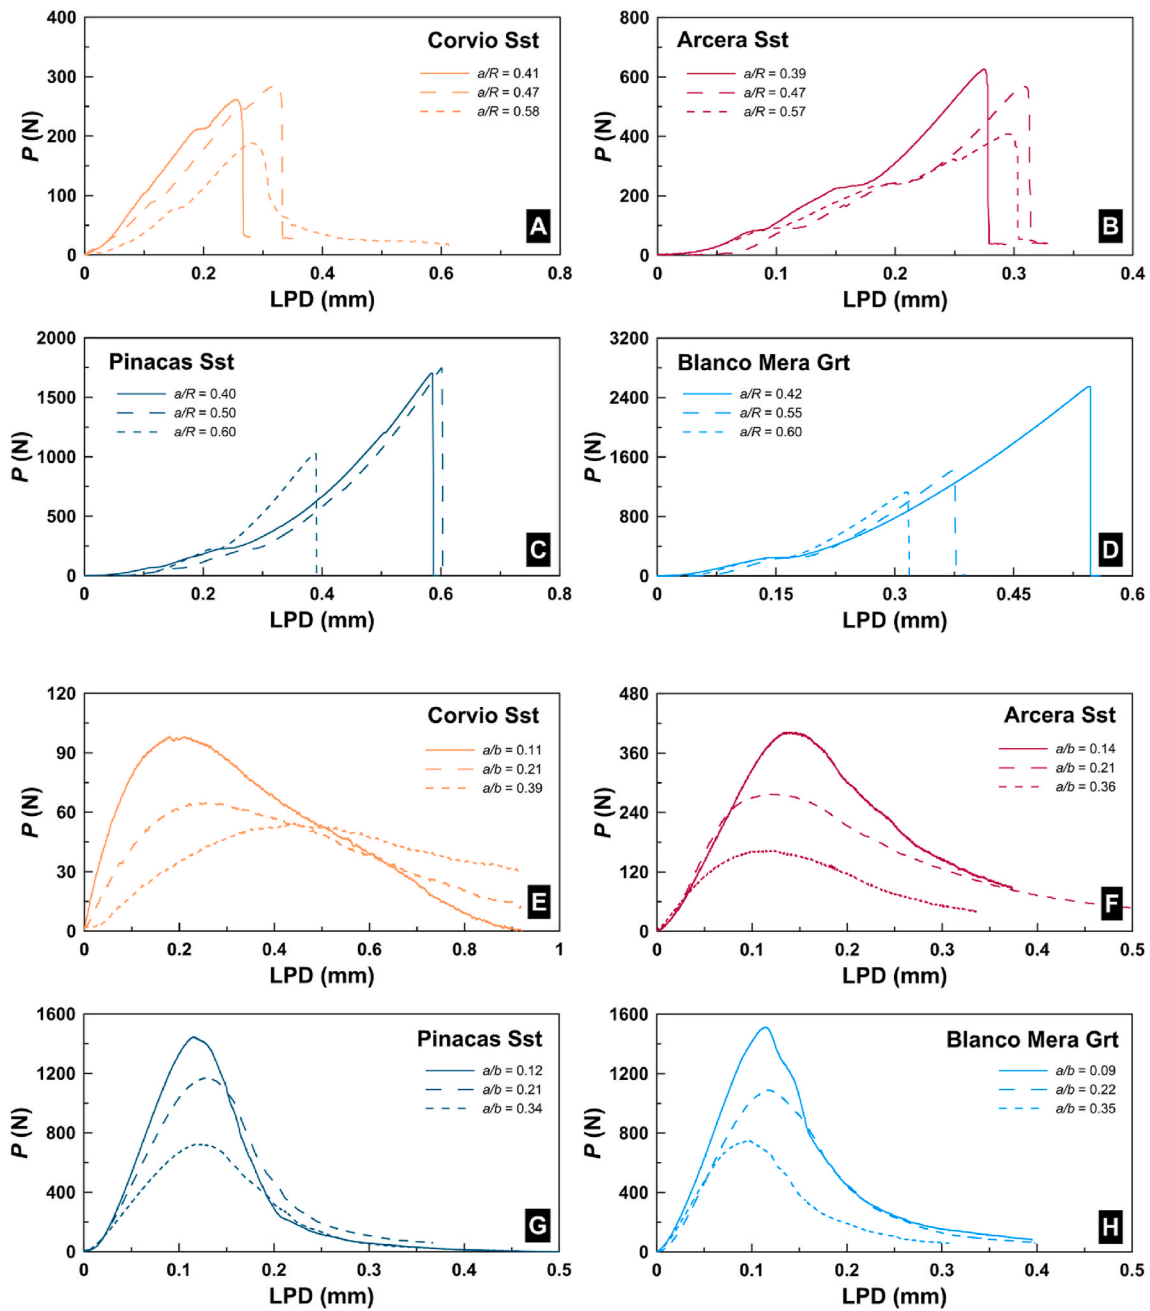 Corvio Sst
a/R = 0.41
a/R = 0.47
a/R = 0.58
400
300
200
100
0
P (N)
0 0.2 0.4 0.6 0.8
LPD (mm)
A
Arcera Sst
a/R = 0.39
a/R = 0.47
a/R = 0.57
800
600
400
200
0
P (N)
0 0.1 0.2 0.3 0.4
LPD (mm)
B
Pinacas Sst
a/R = 0.40
a/R = 0.50
a/R = 0.60
2000
1500
1000
500
0
P (N)
0 0.2 0.4 0.6 0.8
LPD (mm)
C
Blanco Mera Grt
a/R = 0.42
a/R = 0.55
a/R = 0.60
3200
2400
1600
800
0
P (N)
0 0.15 0.3 0.45 0.6
LPD (mm)
D
Corvio Sst
a/b = 0.11
a/b = 0.21
a/b = 0.39
120
90
60
30
0
P (N)
0 0.2 0.4 0.6 0.8 1
LPD (mm)
E
Arcera Sst
a/b = 0.14
a/b = 0.21
a/b = 0.36
480
360
240
120
0
P (N)
0 0.1 0.2 0.3 0.4 0.5
LPD (mm)
F
Pinacas Sst
a/b = 0.12
a/b = 0.21
a/b = 0.34
1600
1200
800
400
0
P (N)
0 0.1 0.2 0.3 0.4 0.5
LPD (mm)
G
Blanco Mera Grt
a/b = 0.09
a/b = 0.22
a/b = 0.35
1600
1200
800
400
0
P (N)
0 0.1 0.2 0.3 0.4 0.5
LPD (mm)
H